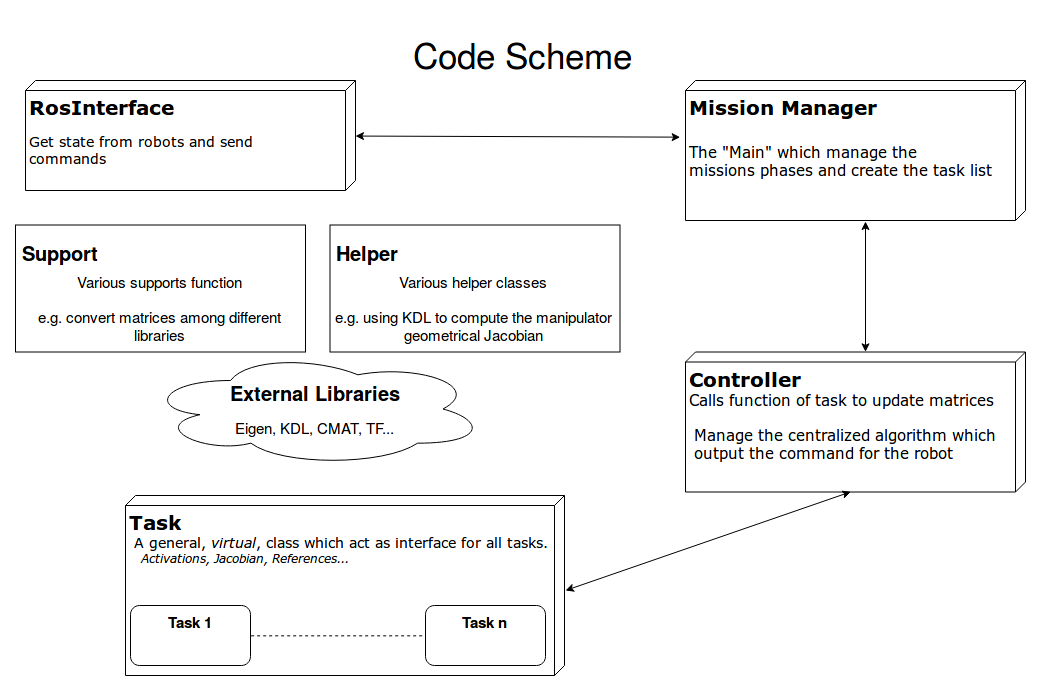 Code Scheme
RosInterface
Get state from robots and send
commands
Mission Manager
The "Main" which manage the
missions phases and create the task list
Support
Various supports function
e.g. convert matrices among different
libraries
Helper
Various helper classes
e.g. using KDL to compute the manipulator
geometrical Jacobian
External Libraries
Eigen, KDL, CMAT, TF...
Controller
Calls function of task to update matrices
Manage the centralized algorithm which
output the command for the robot
Task
A general, virtual, class which act as interface for all tasks.
Activations, Jacobian, References...
Task 1
Task n